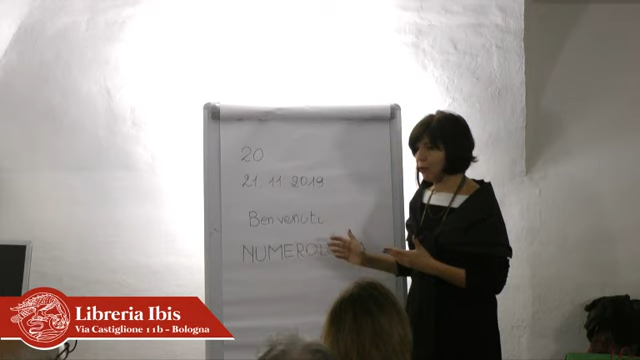 20
21.11.2019
Benvenuti
Libreria Ibis
Via Castiglione 11b - Bologna